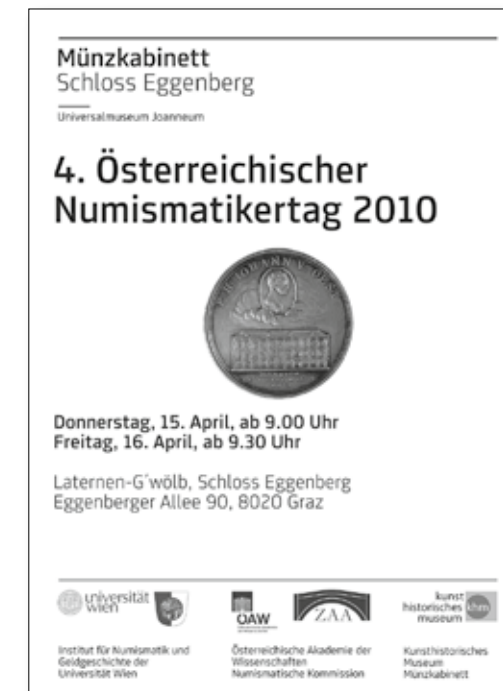 Münzkabinett
Schloss Eggenberg
Universalmuseum Joanneum
4. Österreichischer
Numismatikertag 2010
Donnerstag, 15. April, ab 9.00 Uhr
Freitag, 16. April, ab 9.30 Uhr
Laternen-G´wölb, Schloss Eggenberg
Eggenberger Allee 90, 8020 Graz
universität
wien
ÖAW
ZAA
kunst
historisches
museum
khm
Institut für Numismatik und
Geldgeschichte der
Universität Wien
Österreichische Akademie der
Wissenschaften
Numismatische Kommission
Kunsthistorisches
Museum
Münzkabinett